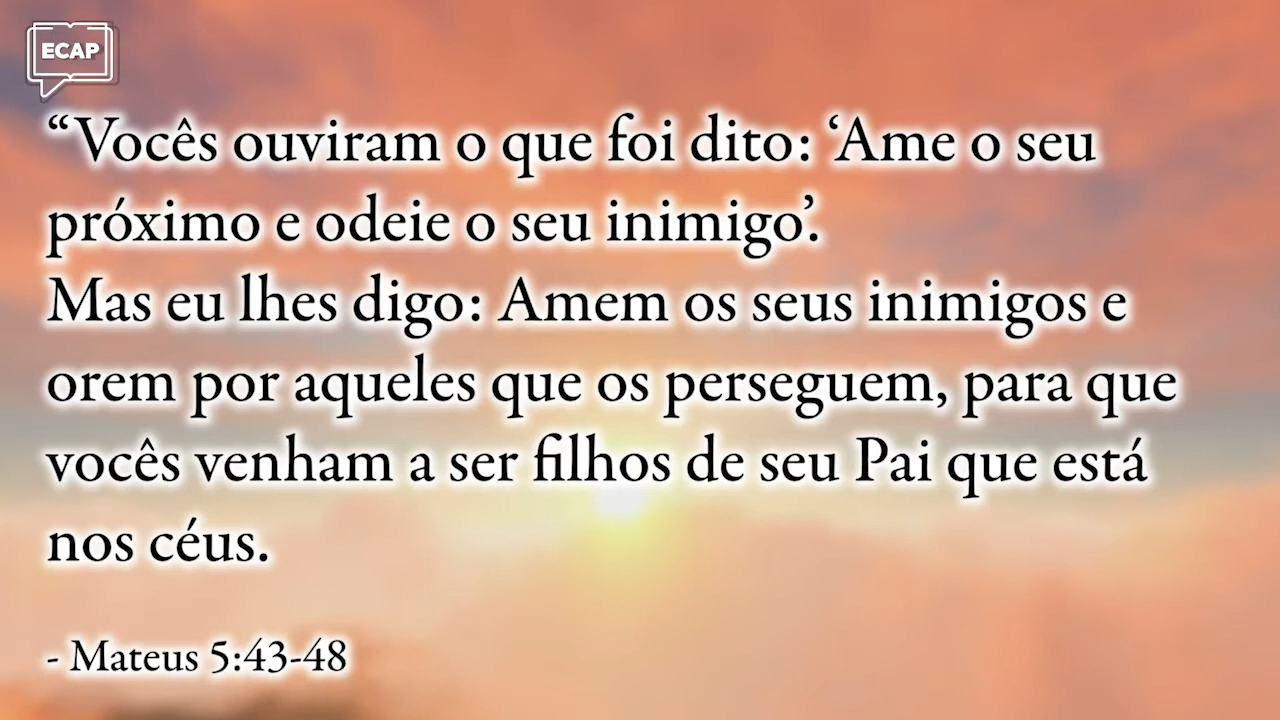 ECAP
“Vocês ouviram o que foi dito: ‘Ame o seu
próximo e odeie o seu inimigo’.
Mas eu lhes digo: Amem os seus inimigos e
orem por aqueles que os perseguem, para que
vocês venham a ser filhos de seu Pai que está
nos céus.
- Mateus 5:43-48